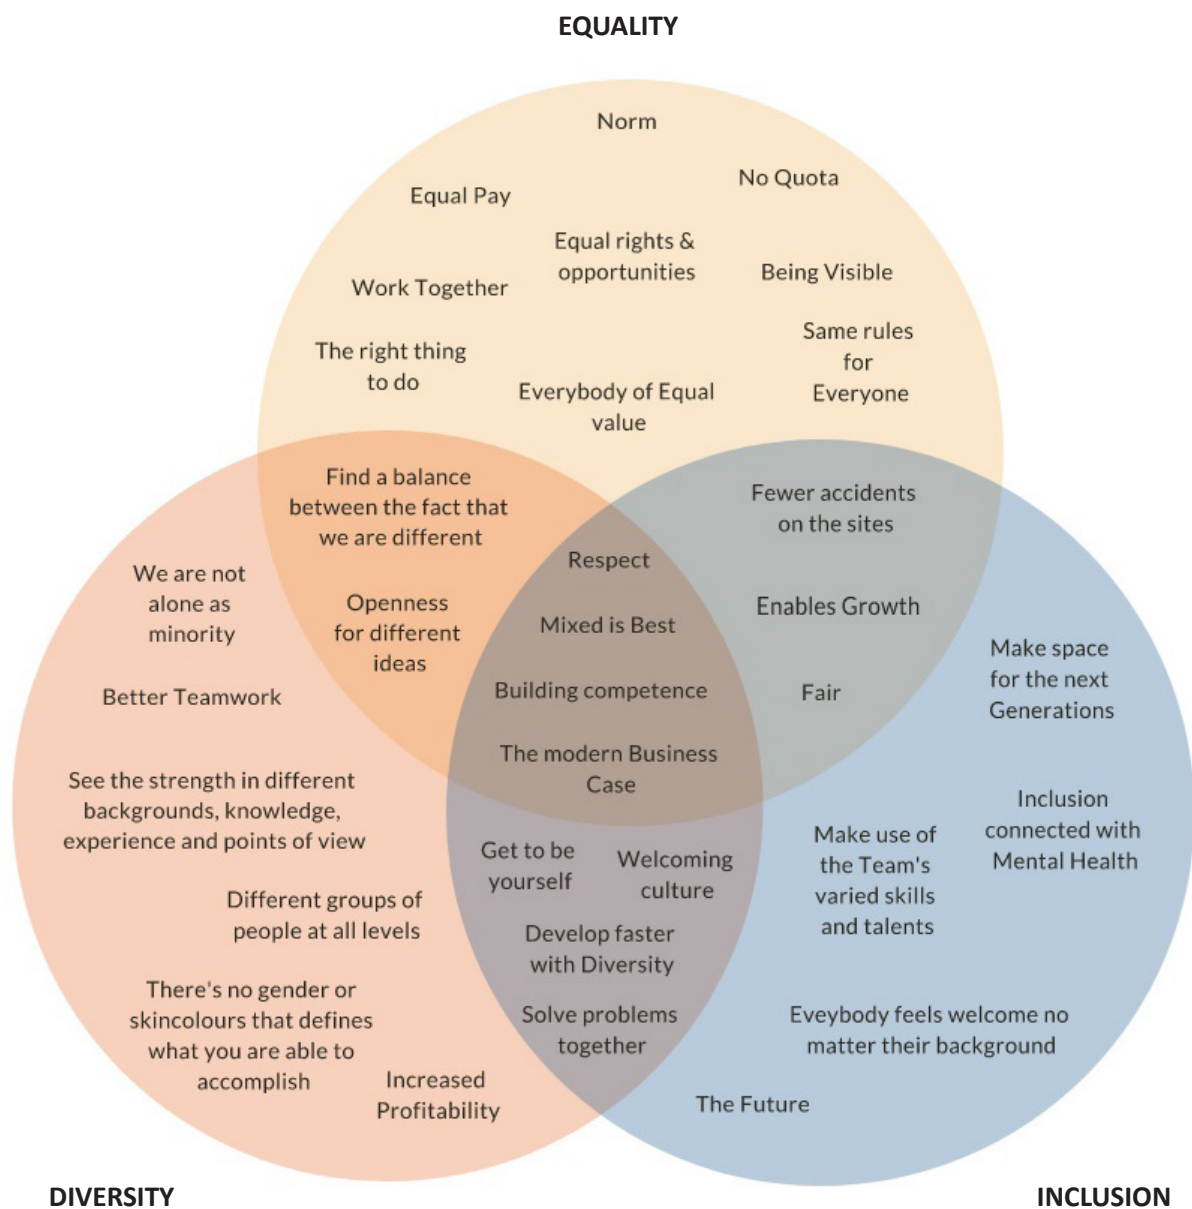 EQUALITY
Norm
No Quota
Equal Pay
Equal rights &
opportunities
Being Visible
Work Together
Same rules
for
Everyone
The right thing
to do
Everybody of Equal
value
Find a balance
between the fact that
we are different
Fewer accidents
on the sites
Respect
We are not
alone as
minority
Openness
for different
ideas
Mixed is Best
Enables Growth
Make space
for the next
Generations
Better Teamwork
Building competence
Fair
The modern Business
Case
See the strength in different
backgrounds, knowledge,
experience and points of view
Inclusion
connected with
Mental Health
Make use of
the Team's
varied skills
and talents
Get to be
yourself
Welcoming
culture
Different groups of
people at all levels
Develop faster
with Diversity
There's no gender or
skincolours that defines
what you are able to
accomplish
Solve problems
together
Eveybody feels welcome no
matter their background
Increased
Profitability
The Future
DIVERSITY
INCLUSION